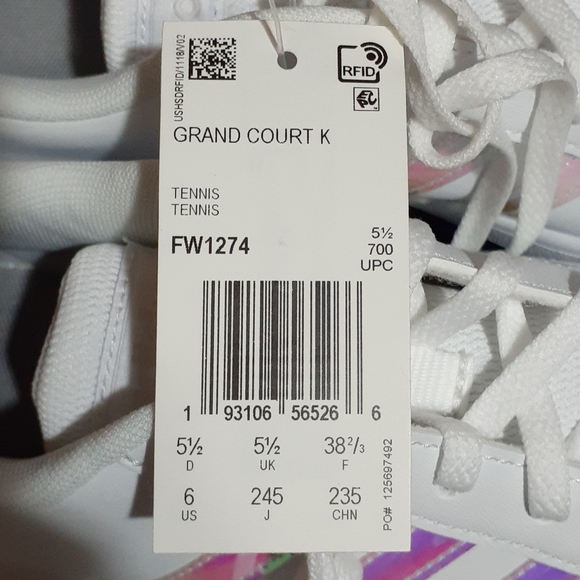 USHSDRFID/1118/V02
RFID
GRAND COURT K
TENNIS
TENNIS
5½
FW1274
700
UPC
1 93106 56526 6
5½ 5½ 38²/₃
D UK F
6 245 235
US J CHN
PO# 125697492